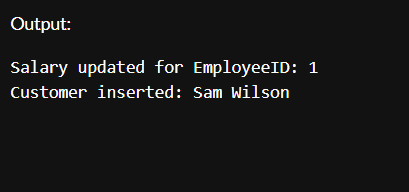 Output:
Salary updated for EmployeeID: 1
Customer inserted: Sam Wilson